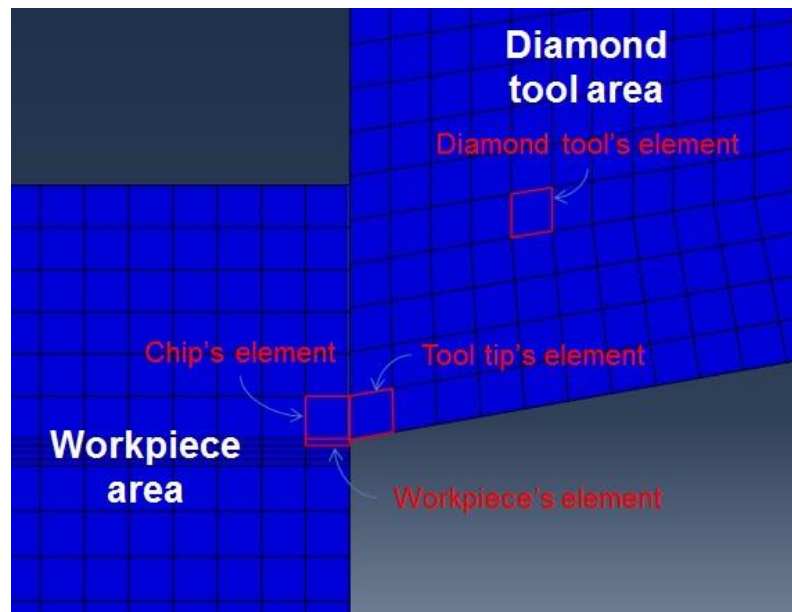 Diamond
tool area
Diamond tool's element
Chip's element
Tool tip's element
Workpiece
area
Workpiece's element